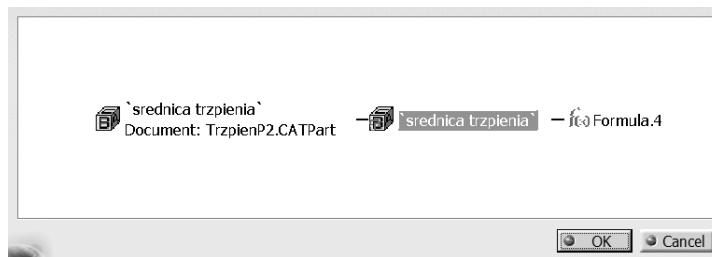 `srednica trzpienia`
Document: TrzpienP2.CATPart
`srednica trzpienia`
f(x) Formula.4
OK Cancel